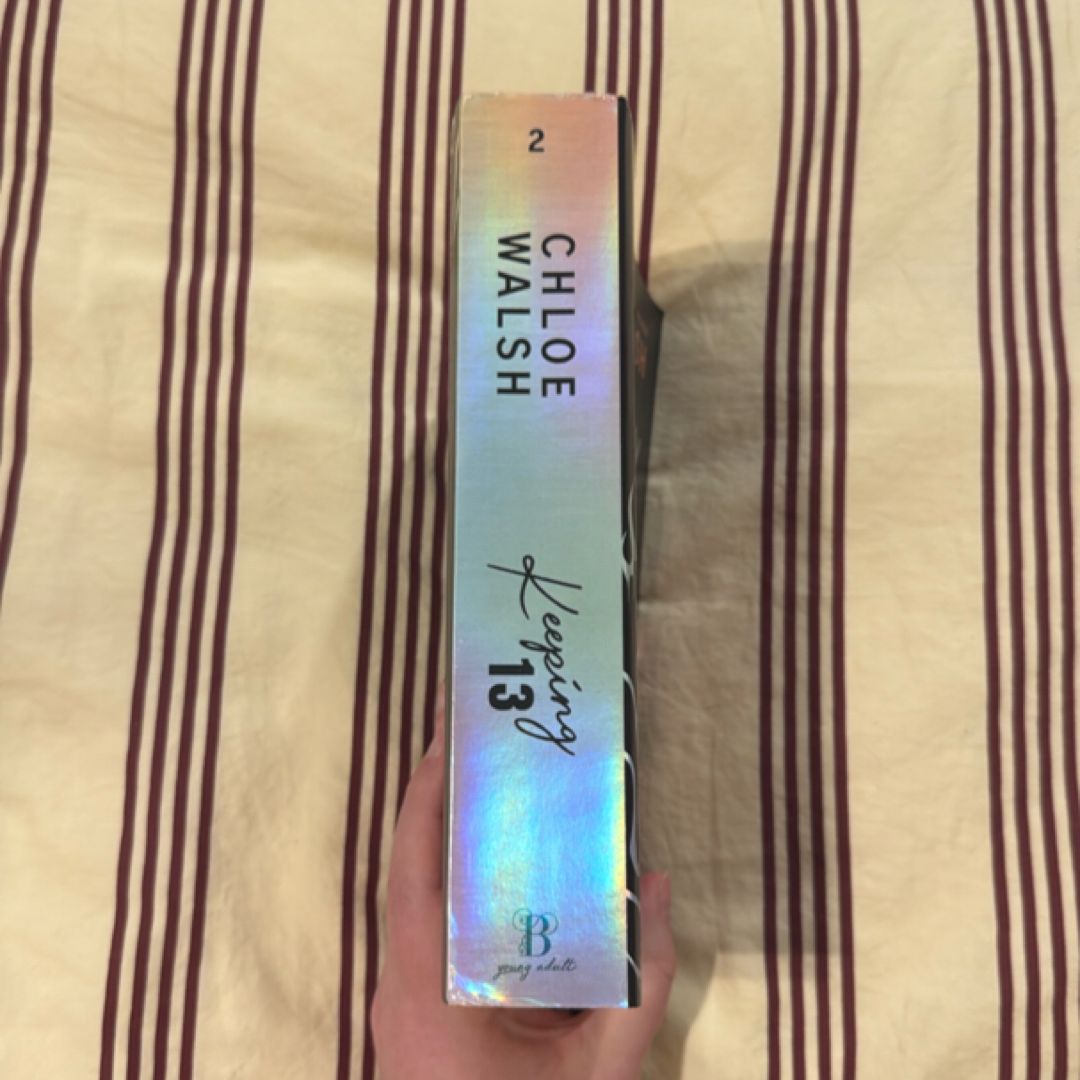 2
CHLOE
WALSH
Keeping
13
B
young adult